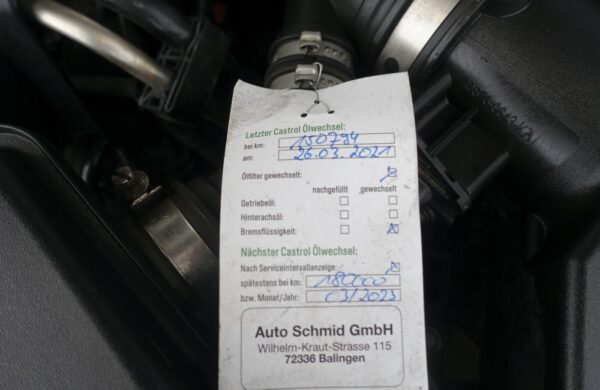 Letzter Castrol Ölwechsel:
bei km: 150794
am: 26.03.2021
Ölfilter gewechselt:
nachgefüllt gewechselt
Getriebeöl:
Hinterachsöl:
Bremsflüssigkeit:
Nächster Castrol Ölwechsel:
Nach Serviceintervallanzeige:
spätestens bei km: 180000
bzw. Monat/Jahr: 03/2023
Auto Schmid GmbH
Wilhelm-Kraut-Strasse 115
72336 Balingen